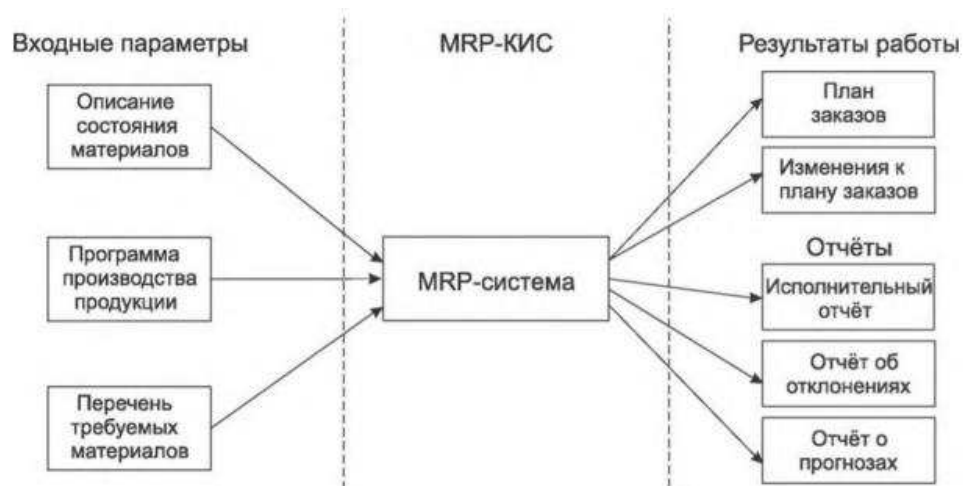 Входные параметры
MRP-КИС
Результаты работы
Описание
состояния
материалов
Программа
производства
продукции
Перечень
требуемых
материалов
MRP-система
План
заказов
Изменения к
плану заказов
Отчёты
Исполнительный
отчёт
Отчёт об
отклонениях
Отчёт о
прогнозах